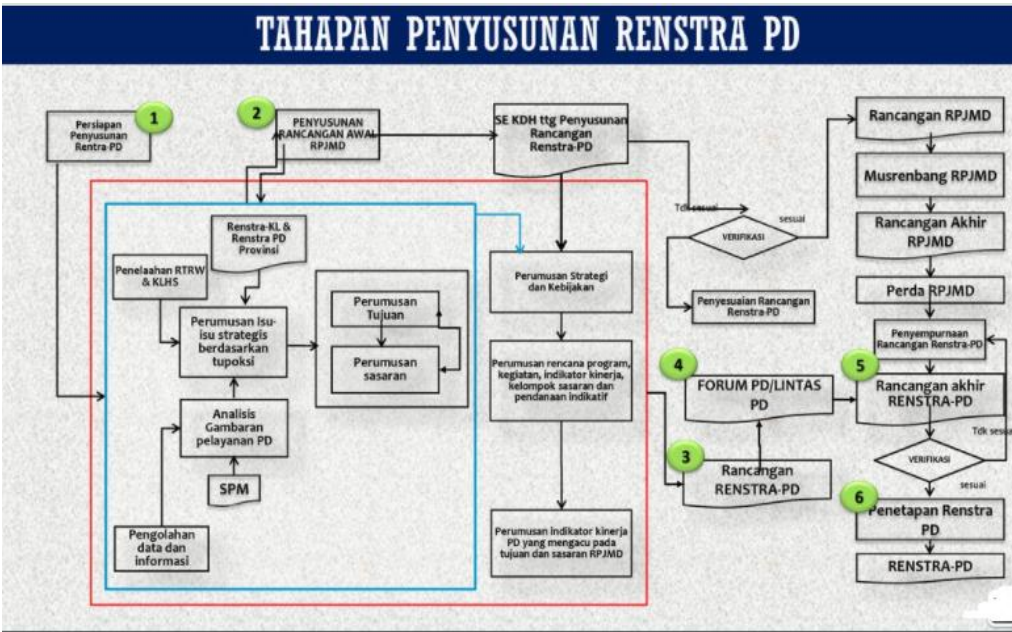 TAHAPAN PENYUSUNAN RENSTRA PD
1
Persiapan
Penyusunan
Rentra-PD
2
PENYUSUNAN
RANCANGAN AWAL
RPJMD
SE KDH ttg Penyusunan
Rancangan
Renstra-PD
Rancangan RPJMD
Musrenbang RPJMD
Rancangan Akhir
RPJMD
Perda RPJMD
Penyempurnaan
Rancangan Renstra-PD
Tdk sesuai
sesuai
VERIFIKASI
Penyesuaian Rancangan
Renstra-PD
Renstra-KL &
Renstra PD
Provinsi
Penelaahan RTRW
& KLHS
Perumusan Isu-
isu strategis
berdasarkan
tupoksi
Perumusan
Tujuan
Perumusan
sasaran
Analisis
Gambaran
pelayanan PD
SPM
Pengolahan
data dan
informasi
Perumusan Strategi
dan Kebijakan
Perumusan rencana program,
kegiatan, indikator kinerja,
kelompok sasaran dan
pendanaan indikatif
Perumusan indikator kinerja
PD yang mengacu pada
tujuan dan sasaran RPJMD
3
Rancangan
RENSTRA-PD
4
FORUM PD/LINTAS
PD
5
Rancangan akhir
RENSTRA-PD
Tdk sesuai
VERIFIKASI
sesuai
6
Penetapan Renstra
PD
RENSTRA-PD